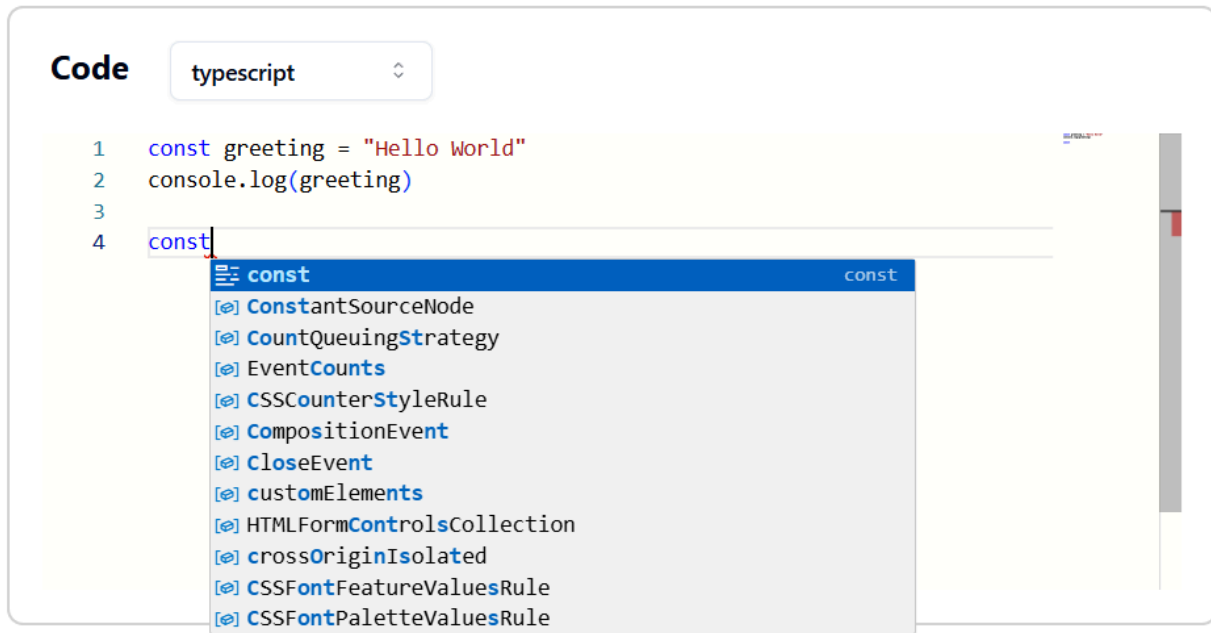 Code typescript
1 const greeting = "Hello World"
2 console.log(greeting)
3
4 const
const const
ConstantSourceNode
CountQueuingStrategy
EventCounts
CSSCounterStyleRule
CompositionEvent
CloseEvent
customElements
HTMLFormControlsCollection
crossOriginIsolated
CSSFontFeatureValuesRule
CSSFontPaletteValuesRule